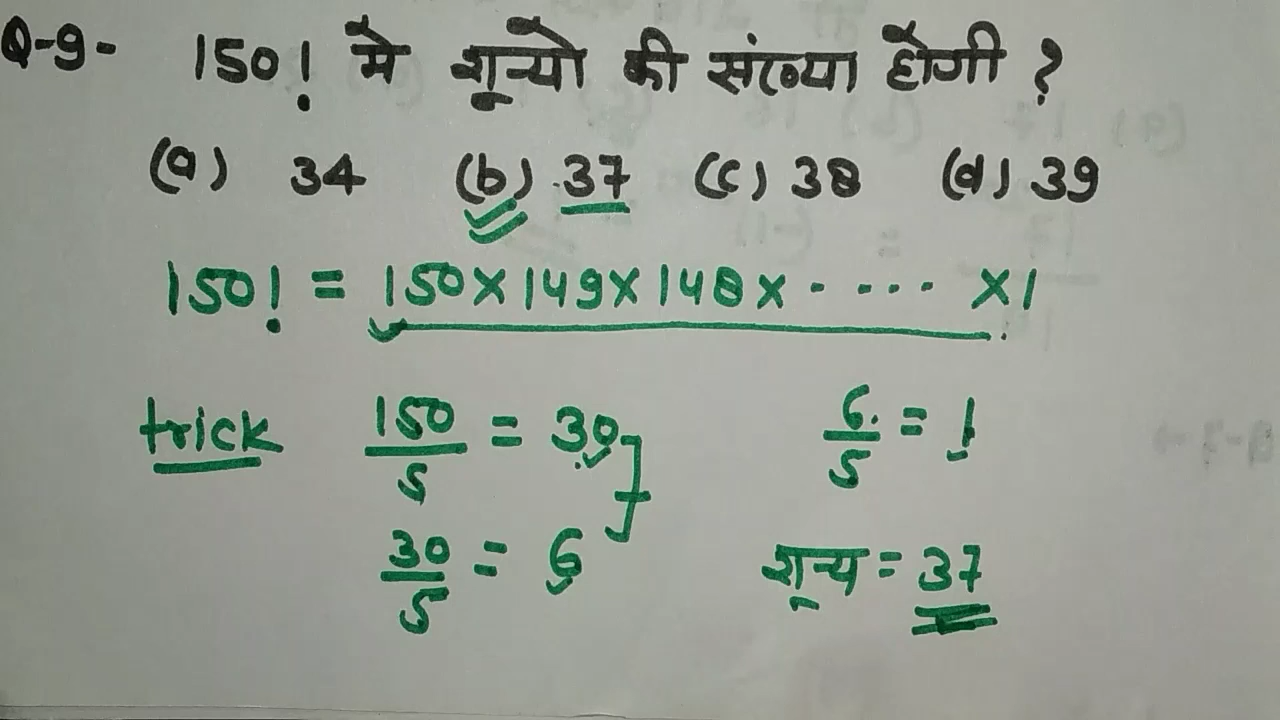 Q-9- 150! मे शून्यो की संख्या होगी ?
(a) 34 (b) 37 (c) 38 (d) 39
150! = 150×149×148×..... ×1
trick 150/5 = 30 6/5 = 1
30/5 = 6 शून्य = 37